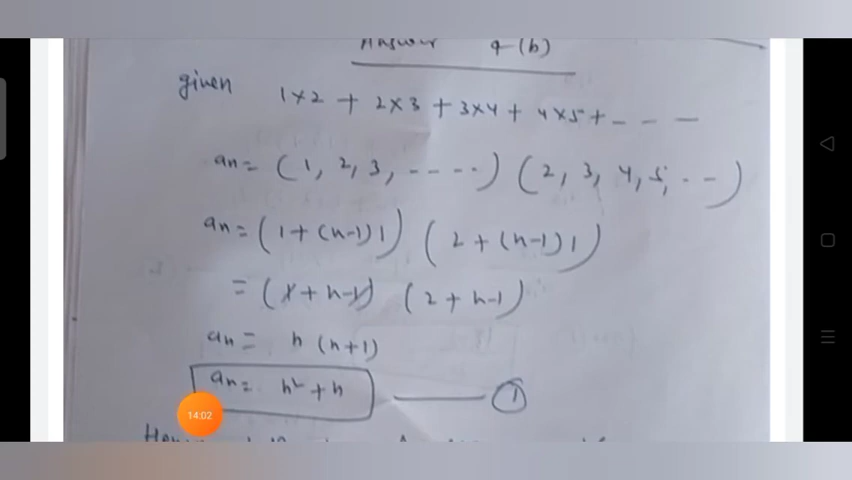 Answer 4 (b)
given 1×2 + 2×3 + 3×4 + 4×5 + - - -
an = (1, 2, 3, - - - - -) (2, 3, 4, 5, - - -)
an = (1 + (n-1)1) (2 + (n-1)1)
= (1 + n-1) (2 + n-1)
an = n (n+1)
an = n² + n ——— ①
14:02